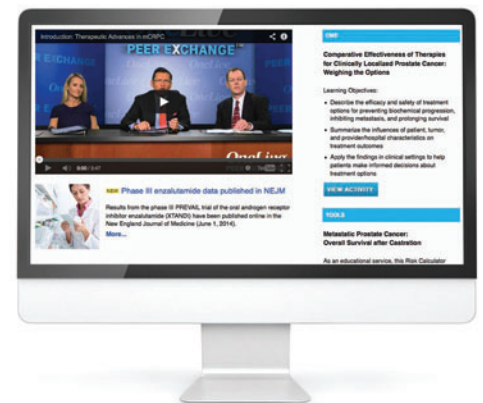 Introduction: Therapeutic Advances in mCRPC
PEER EXCHANGE
OneLive
0:00 / 5:47
NEW Phase III enzalutamide data published in NEJM
Results from the phase III PREVAIL trial of the oral androgen receptor
inhibitor enzalutamide (XTANDI) have been published online in the
New England Journal of Medicine (June 1, 2014).
More...
CME
Comparative Effectiveness of Therapies
for Clinically Localized Prostate Cancer:
Weighing the Options
Learning Objectives:
• Describe the efficacy and safety of treatment
options for preventing biochemical progression,
inhibiting metastasis, and prolonging survival
• Summarize the influences of patient, tumor,
and provider/hospital characteristics on
treatment outcomes
• Apply the findings in clinical settings to help
patients make informed decisions about
treatment options
VIEW ACTIVITY
TOOLS
Metastatic Prostate Cancer:
Overall Survival after Castration
As an educational service, this Risk Calculator